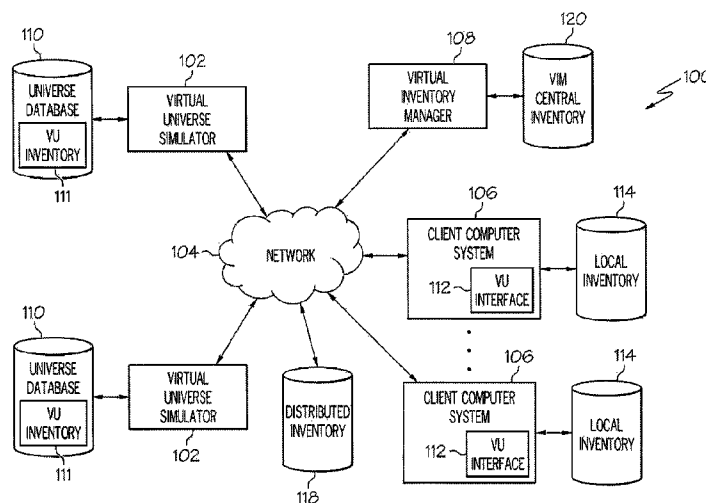 110
UNIVERSE
DATABASE
VU
INVENTORY
111
102
VIRTUAL
UNIVERSE
SIMULATOR
108
VIRTUAL
INVENTORY
MANAGER
120
VIM
CENTRAL
INVENTORY
100
104
NETWORK
106
CLIENT COMPUTER
SYSTEM
112
VU
INTERFACE
114
LOCAL
INVENTORY
110
UNIVERSE
DATABASE
VU
INVENTORY
111
VIRTUAL
UNIVERSE
SIMULATOR
102
DISTRIBUTED
INVENTORY
118
106
CLIENT COMPUTER
SYSTEM
112
VU
INTERFACE
114
LOCAL
INVENTORY